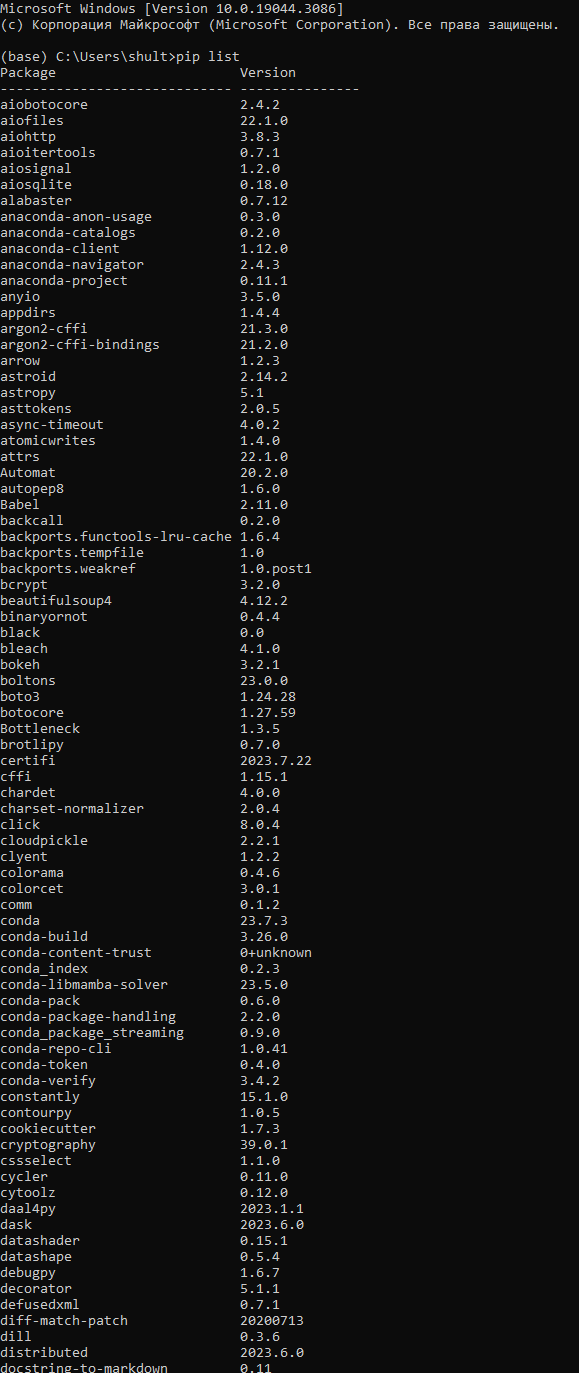 Microsoft Windows [Version 10.0.19044.3086]
(c) Корпорация Майкрософт (Microsoft Corporation). Все права защищены.
(base) C:\Users\shult>pip list
Package Version
----------------------------- ---------------
aiobotocore 2.4.2
aiofiles 22.1.0
aiohttp 3.8.3
aioitertools 0.7.1
aiosignal 1.2.0
aiosqlite 0.18.0
alabaster 0.7.12
anaconda-anon-usage 0.3.0
anaconda-catalogs 0.2.0
anaconda-client 1.12.0
anaconda-navigator 2.4.3
anaconda-project 0.11.1
anyio 3.5.0
appdirs 1.4.4
argon2-cffi 21.3.0
argon2-cffi-bindings 21.2.0
arrow 1.2.3
astroid 2.14.2
astropy 5.1
asttokens 2.0.5
async-timeout 4.0.2
atomicwrites 1.4.0
attrs 22.1.0
Automat 20.2.0
autopep8 1.6.0
Babel 2.11.0
backcall 0.2.0
backports.functools-lru-cache 1.6.4
backports.tempfile 1.0
backports.weakref 1.0.post1
bcrypt 3.2.0
beautifulsoup4 4.12.2
binaryornot 0.4.4
black 0.0
bleach 4.1.0
bokeh 3.2.1
boltons 23.0.0
boto3 1.24.28
botocore 1.27.59
Bottleneck 1.3.5
brotlipy 0.7.0
certifi 2023.7.22
cffi 1.15.1
chardet 4.0.0
charset-normalizer 2.0.4
click 8.0.4
cloudpickle 2.2.1
clyent 1.2.2
colorama 0.4.6
colorcet 3.0.1
comm 0.1.2
conda 23.7.3
conda-build 3.26.0
conda-content-trust 0+unknown
conda_index 0.2.3
conda-libmamba-solver 23.5.0
conda-pack 0.6.0
conda-package-handling 2.2.0
conda_package_streaming 0.9.0
conda-repo-cli 1.0.41
conda-token 0.4.0
conda-verify 3.4.2
constantly 15.1.0
contourpy 1.0.5
cookiecutter 1.7.3
cryptography 39.0.1
cssselect 1.1.0
cycler 0.11.0
cytoolz 0.12.0
daal4py 2023.1.1
dask 2023.6.0
datashader 0.15.1
datashape 0.5.4
debugpy 1.6.7
decorator 5.1.1
defusedxml 0.7.1
diff-match-patch 20200713
dill 0.3.6
distributed 2023.6.0
docstring-to-markdown 0.11